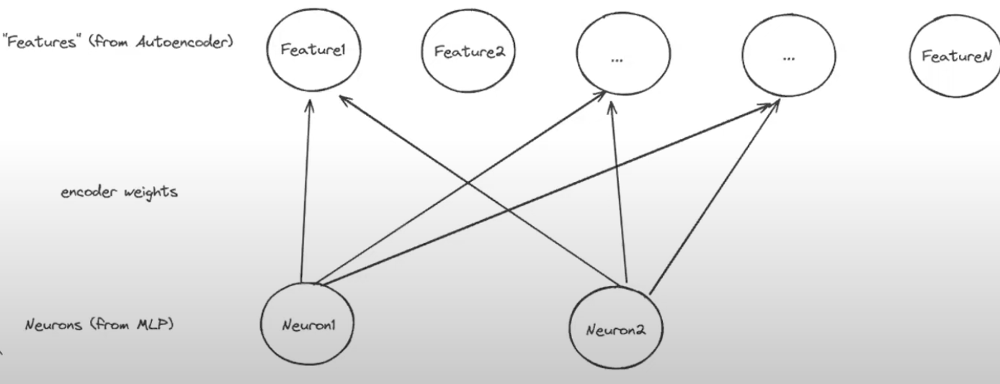 "Features" (from Autoencoder)
Feature1
Feature2
...
...
FeatureN
encoder weights
Neurons (from MLP)
Neuron1
Neuron2